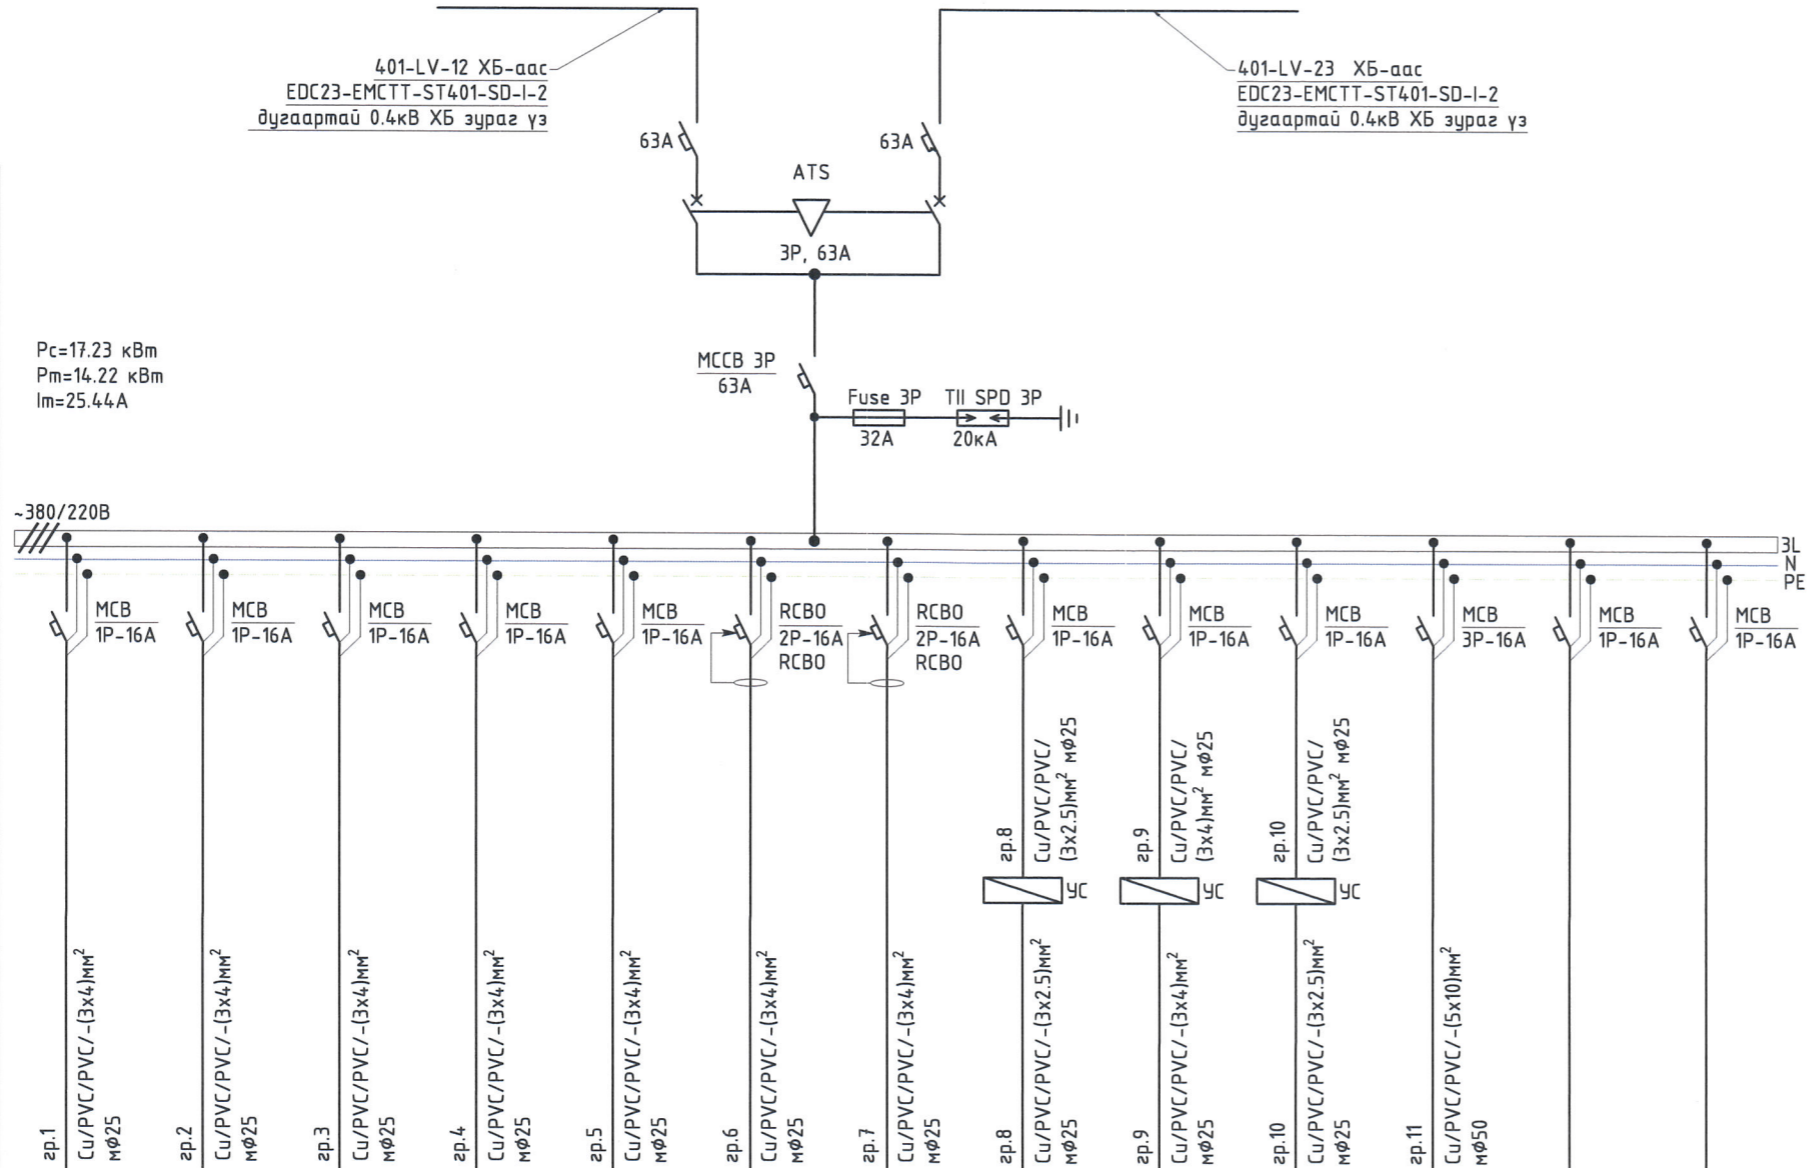 401-LV-12 ХБ-аас
EDC23-EMCTT-ST401-SD-I-2
дугаартай 0.4кВ ХБ зураг үз
401-LV-23 ХБ-аас
EDC23-EMCTT-ST401-SD-I-2
дугаартай 0.4кВ ХБ зураг үз
63A
63A
ATS
3P, 63A
Pс=17.23 кВт
Pт=14.22 кВт
Iт=25.44A
MCCB 3P
63A
Fuse 3P
32A
TII SPD 3P
20кА
~380/220В
3L
N
PE
MCB
1P-16A
MCB
1P-16A
MCB
1P-16A
MCB
1P-16A
MCB
1P-16A
RCBO
2P-16A
RCBO
RCBO
2P-16A
RCBO
MCB
1P-16A
MCB
1P-16A
MCB
1P-16A
MCB
3P-16A
MCB
1P-16A
MCB
1P-16A
гр.8
Cu/PVC/PVC/
(3x2.5)мм² мф25
УС
гр.9
Cu/PVC/PVC/
(3x4)мм² мф25
УС
гр.10
Cu/PVC/PVC/
(3x2.5)мм² мф25
УС
гр.1
Cu/PVC/PVC/-(3x4)мм²
мф25
гр.2
Cu/PVC/PVC/-(3x4)мм²
мф25
гр.3
Cu/PVC/PVC/-(3x4)мм²
мф25
гр.4
Cu/PVC/PVC/-(3x4)мм²
мф25
гр.5
Cu/PVC/PVC/-(3x4)мм²
мф25
гр.6
Cu/PVC/PVC/-(3x4)мм²
мф25
гр.7
Cu/PVC/PVC/-(3x4)мм²
мф25
гр.8
Cu/PVC/PVC/-(3x2.5)мм²
мф25
гр.9
Cu/PVC/PVC/-(3x4)мм²
мф25
гр.10
Cu/PVC/PVC/-(3x2.5)мм²
мф25
гр.11
Cu/PVC/PVC/-(5x10)мм²
мф50